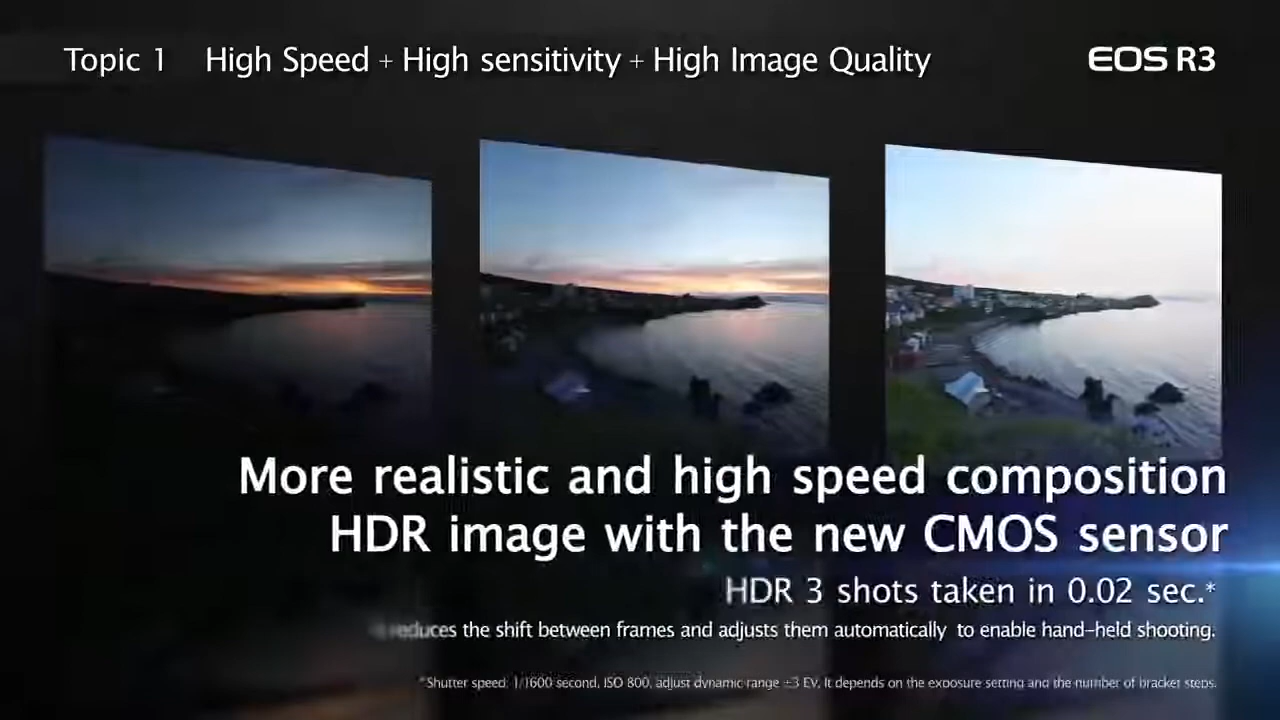 Topic 1 High Speed + High sensitivity + High Image Quality
EOS R3
More realistic and high speed composition
HDR image with the new CMOS sensor
HDR 3 shots taken in 0.02 sec.*
reduces the shift between frames and adjusts them automatically to enable hand-held shooting.
*Shutter speed: 1/1600 second, ISO 800, adjust dynamic range ±3 EV, It depends on the exposure setting and the number of bracket steps.